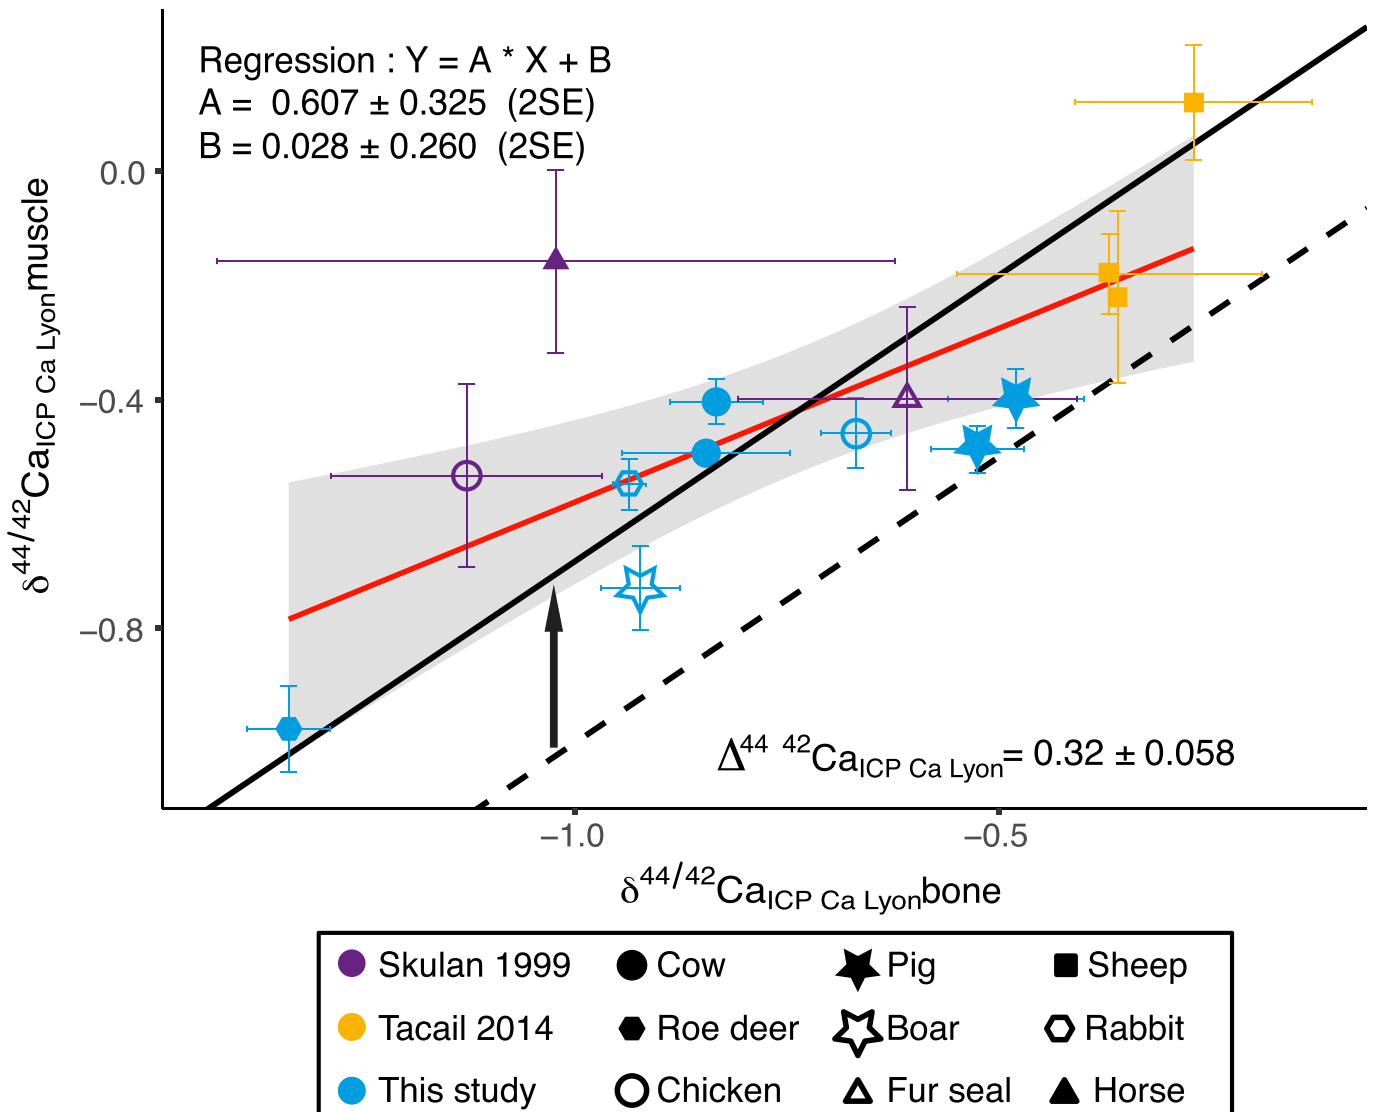 Regression : Y = A * X + B
A = 0.607 ± 0.325 (2SE)
B = 0.028 ± 0.260 (2SE)
0.0
−0.4
−0.8
δ44/42CaICP Ca Lyonmuscle
Δ44 42CaICP Ca Lyon= 0.32 ± 0.058
−1.0 −0.5
δ44/42CaICP Ca Lyonbone
Skulan 1999 Cow Pig Sheep
Tacail 2014 Roe deer Boar Rabbit
This study Chicken Fur seal Horse